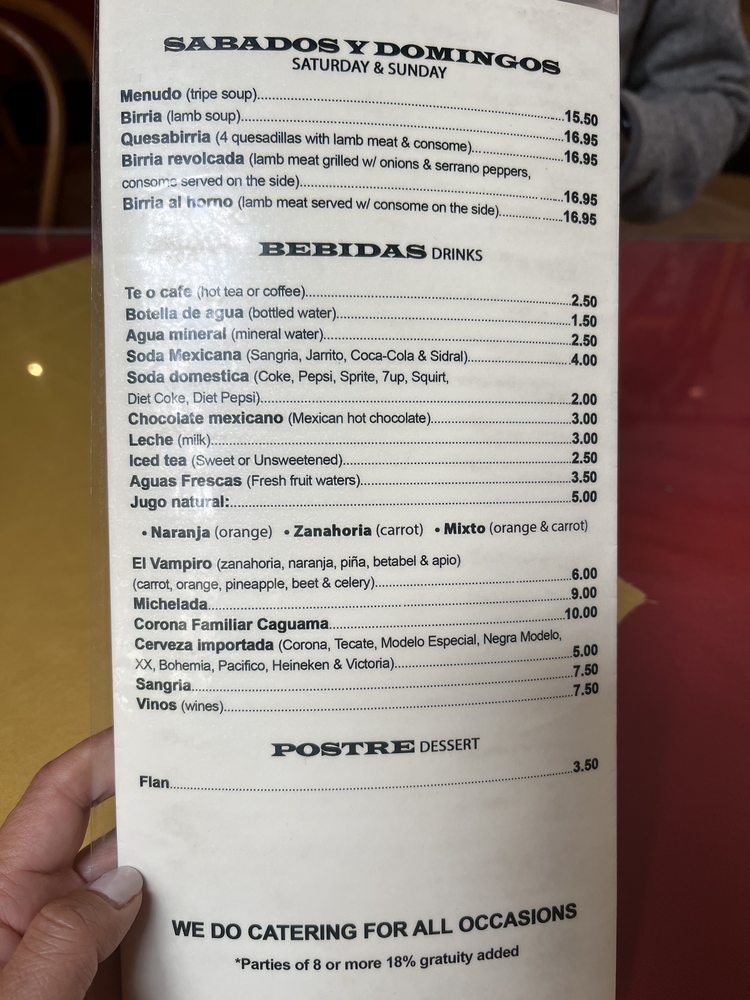 SABADOS Y DOMINGOS
SATURDAY & SUNDAY
Menudo (tripe soup)...15.50
Birria (lamb soup)...16.95
Quesabirria (4 quesadillas with lamb meat & consome)...16.95
Birria revolcada (lamb meat grilled w/ onions & serrano peppers,
consome served on the side)...16.95
Birria al horno (lamb meat served w/ consome on the side)...16.95
BEBIDAS DRINKS
Te o cafe (hot tea or coffee)...2.50
Botella de agua (bottled water)...1.50
Agua mineral (mineral water)...2.50
Soda Mexicana (Sangria, Jarrito, Coca-Cola & Sidral)...4.00
Soda domestica (Coke, Pepsi, Sprite, 7up, Squirt,
Diet Coke, Diet Pepsi)...2.00
Chocolate mexicano (Mexican hot chocolate)...3.00
Leche (milk)...3.00
Iced tea (Sweet or Unsweetened)...2.50
Aguas Frescas (Fresh fruit waters)...3.50
Jugo natural:...5.00
• Naranja (orange) • Zanahoria (carrot) • Mixto (orange & carrot)
El Vampiro (zanahoria, naranja, piña, betabel & apio)
(carrot, orange, pineapple, beet & celery)...6.00
Michelada...9.00
Corona Familiar Caguama...10.00
Cerveza importada (Corona, Tecate, Modelo Especial, Negra Modelo,
XX, Bohemia, Pacifico, Heineken & Victoria)...5.00
Sangria...7.50
Vinos (wines)...7.50
POSTRE DESSERT
Flan...3.50
WE DO CATERING FOR ALL OCCASIONS
*Parties of 8 or more 18% gratuity added